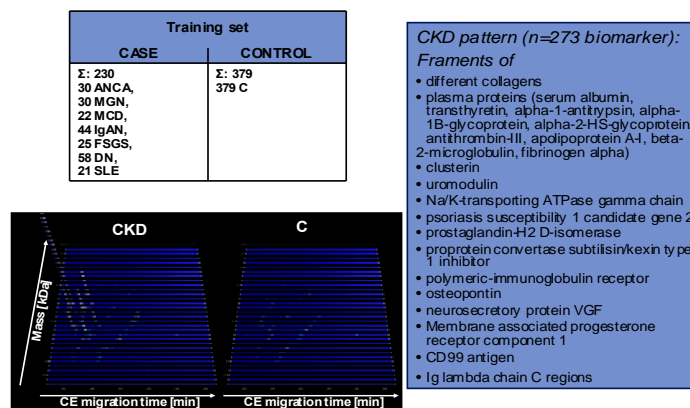 Training set
CASE
CONTROL
Σ: 230
30 ANCA,
30 MGN,
22 MCD,
44 IgAN,
25 FSGS,
58 DN,
21 SLE
Σ: 379
379 C
CKD pattern (n=273 biomarker):
Framents of
• different collagens
• plasma proteins (serum albumin,
transthyretin, alpha-1-antitrypsin, alpha-
1B-glycoprotein, alpha-2-HS-glycoprotein
antithrombin-III, apolipoprotein A-I, beta-
2-microglobulin, fibrinogen alpha)
• clusterin
• uromodulin
• Na/K-transporting ATPase gamma chain
• psoriasis susceptibility 1 candidate gene 2
• prostaglandin-H2 D-isomerase
• proprotein convertase subtilisin/kexin type
1 inhibitor
• polymeric-immunoglobulin receptor
• osteopontin
• neurosecretory protein VGF
• Membrane associated progesterone
receptor component 1
• CD99 antigen
• Ig lambda chain C regions
CKD
C
Mass [kDa]
CE migration time [min]
CE migration time [min]